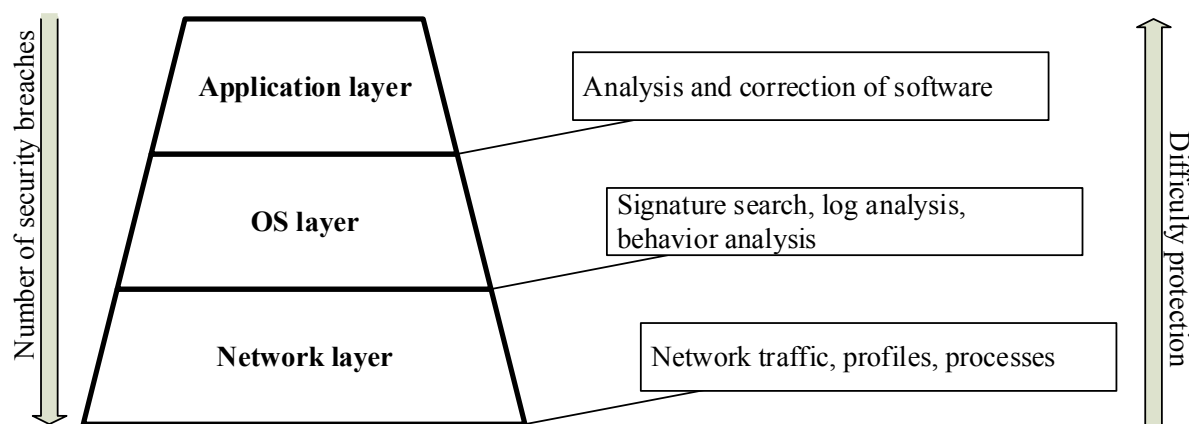 Number of security breaches
Application layer
Analysis and correction of software
OS layer
Signature search, log analysis,
behavior analysis
Network layer
Network traffic, profiles, processes
Difficulty protection